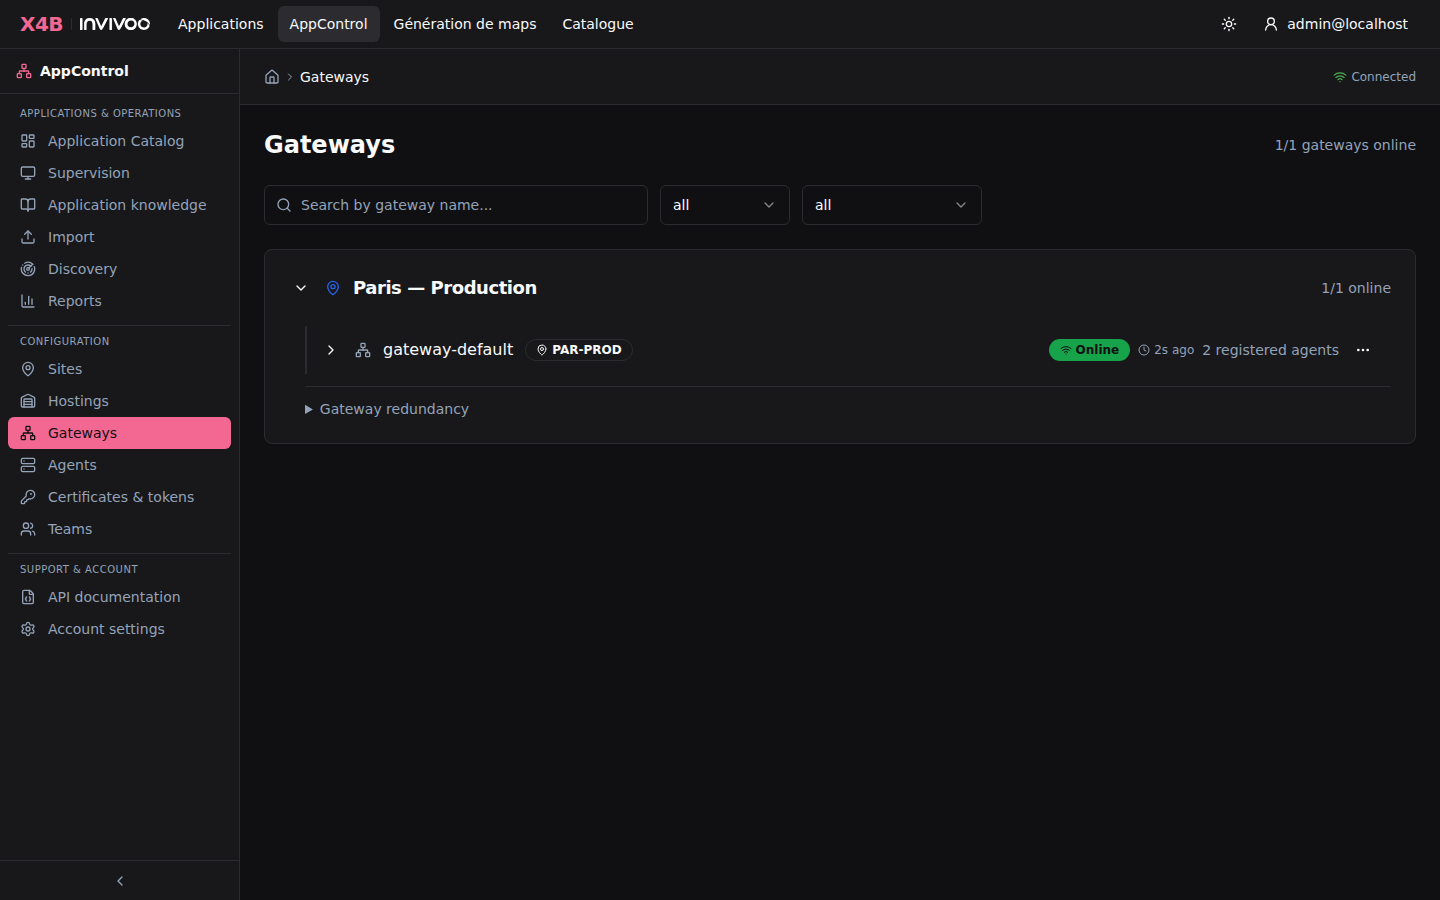 X4B INVIVOO Applications AppControl Génération de maps Catalogue admin@localhost
AppControl
Gateways
Connected
APPLICATIONS & OPERATIONS
Application Catalog
Supervision
Application knowledge
Import
Discovery
Reports
CONFIGURATION
Sites
Hostings
Gateways
Agents
Certificates & tokens
Teams
SUPPORT & ACCOUNT
API documentation
Account settings
Gateways
1/1 gateways online
Search by gateway name...
all
all
Paris — Production
1/1 online
gateway-default PAR-PROD Online 2s ago 2 registered agents
Gateway redundancy